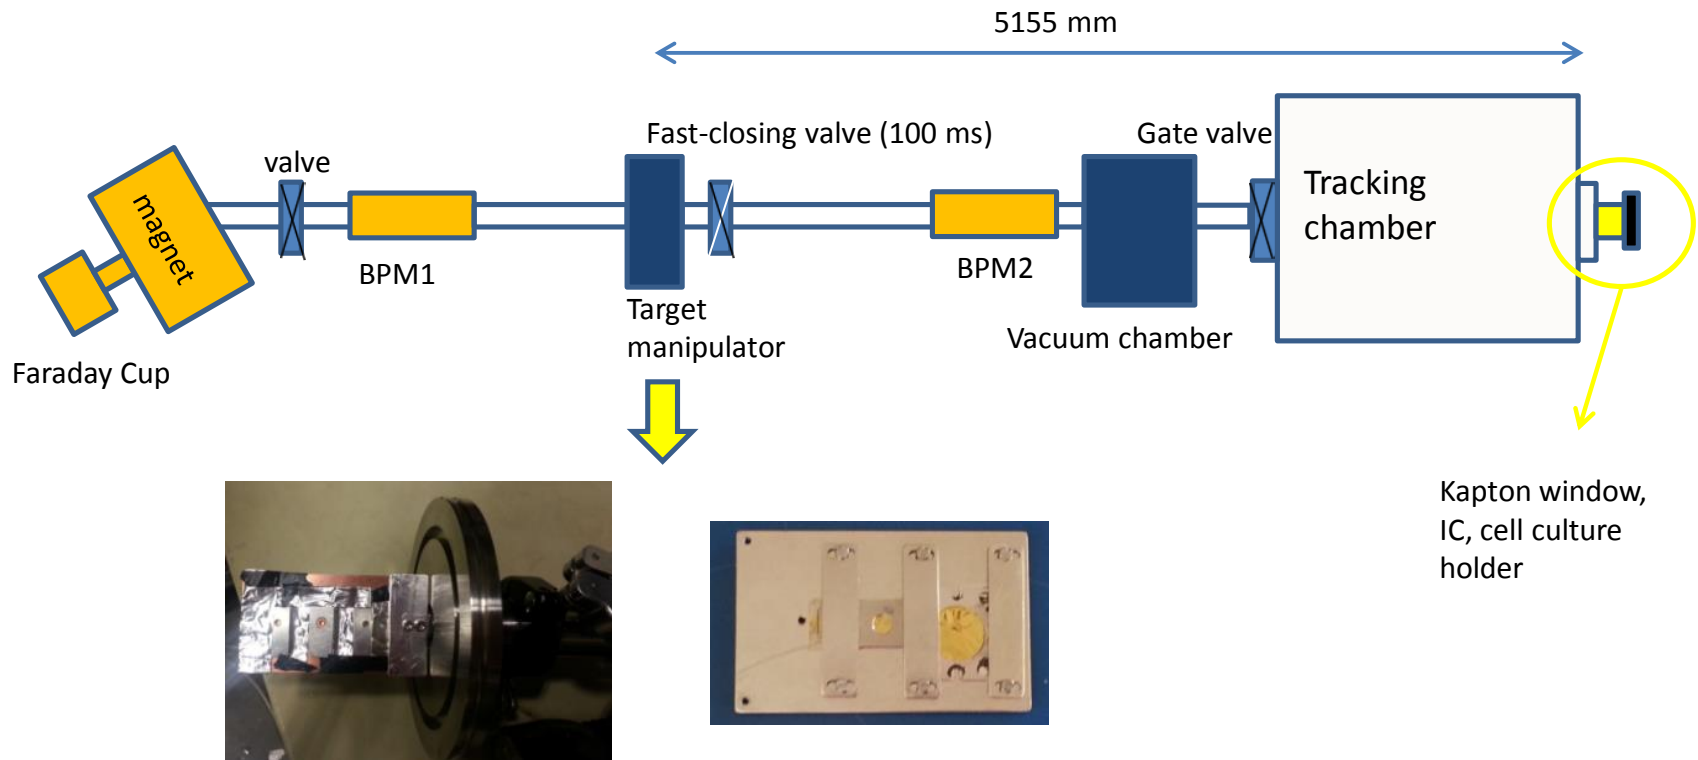 5155 mm
Fast-closing valve (100 ms)
Gate valve
valve
magnet
Tracking
chamber
BPM1
BPM2
Target
manipulator
Vacuum chamber
Faraday Cup
Kapton window,
IC, cell culture
holder